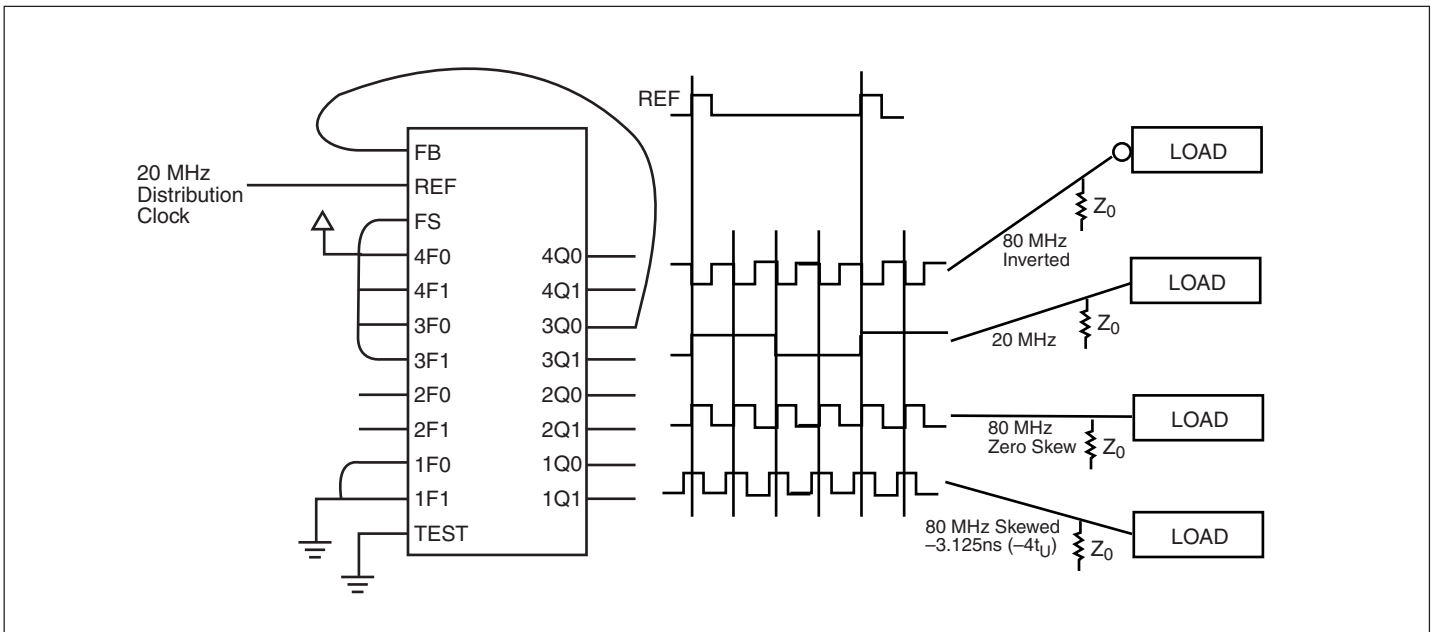 20 MHz
Distribution
Clock
FB
REF
FS
4F0
4F1
3F0
3F1
2F0
2F1
1F0
1F1
TEST
4Q0
4Q1
3Q0
3Q1
2Q0
2Q1
1Q0
1Q1
REF
80 MHz
Inverted
Z0
LOAD
20 MHz
Z0
LOAD
80 MHz
Zero Skew
Z0
LOAD
80 MHz Skewed
–3.125ns (–4tU)
Z0
LOAD